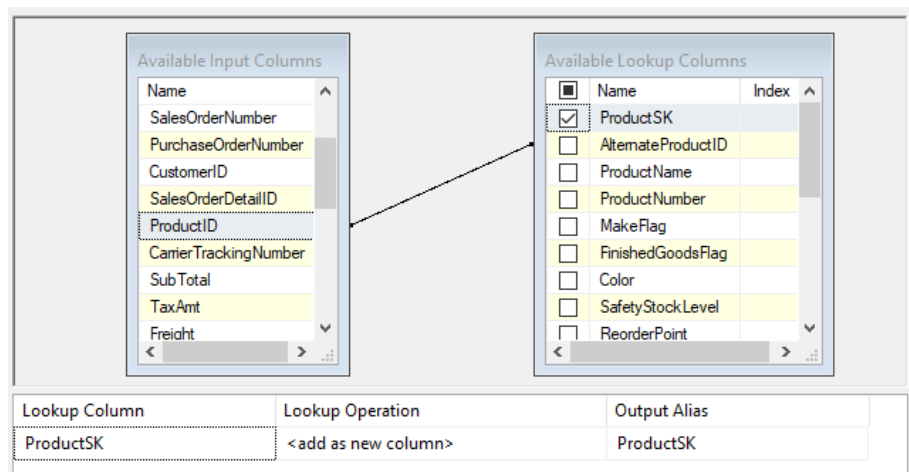 Available Input Columns
Name
SalesOrderNumber
PurchaseOrderNumber
CustomerID
SalesOrderDetailID
ProductID
CarrierTrackingNumber
SubTotal
TaxAmt
Freight
Available Lookup Columns
Name Index
ProductSK
AlternateProductID
ProductName
ProductNumber
MakeFlag
FinishedGoodsFlag
Color
SafetyStockLevel
ReorderPoint
Lookup Column Lookup Operation Output Alias
ProductSK <add as new column> ProductSK